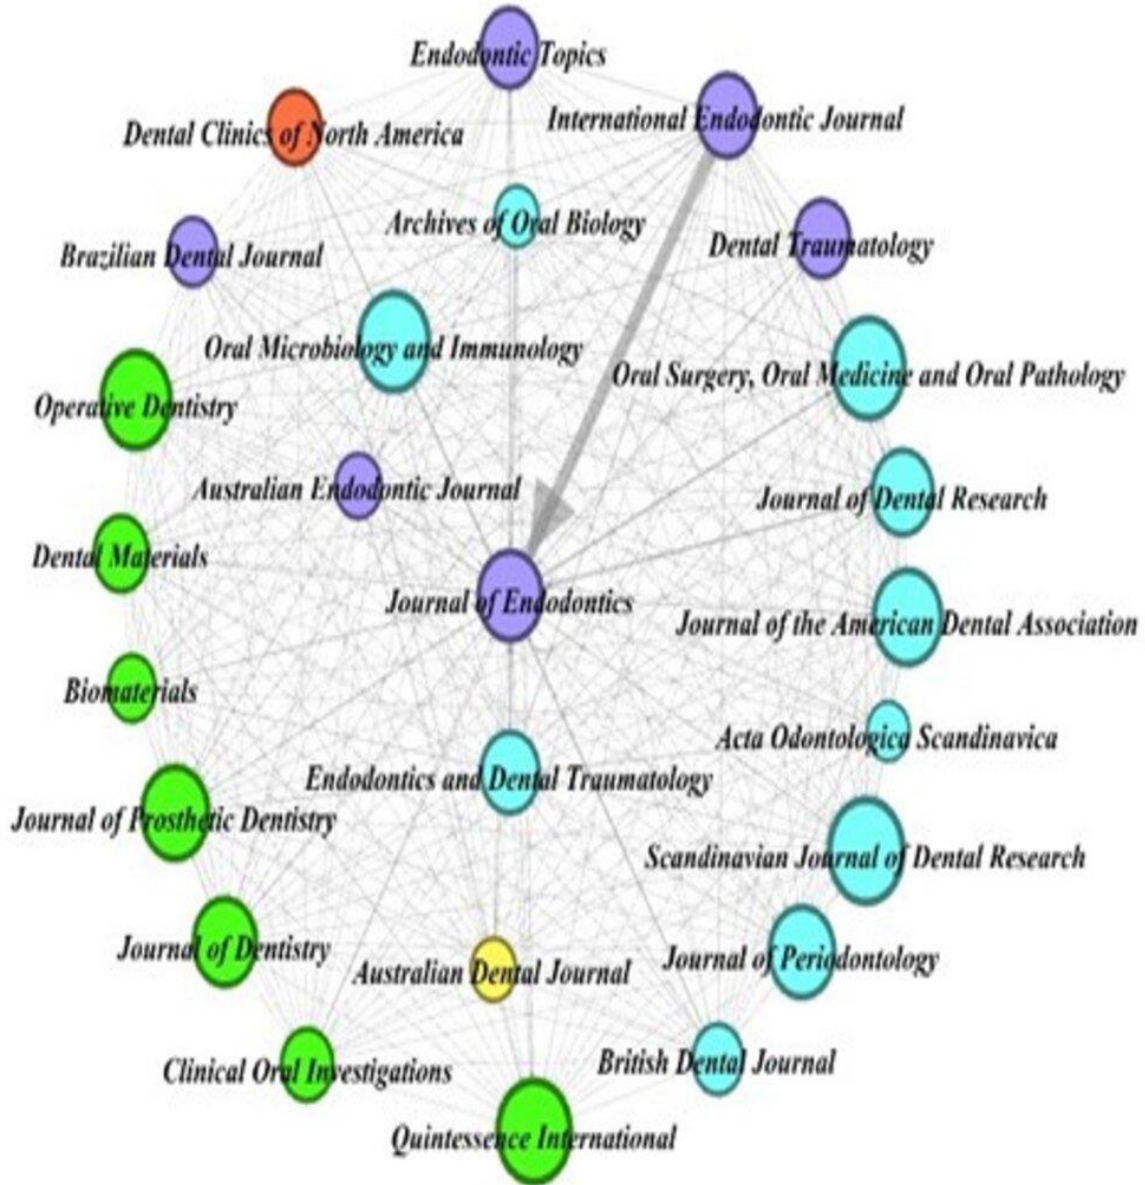 Endodontic Topics
International Endodontic Journal
Dental Clinics of North America
Archives of Oral Biology
Dental Traumatology
Brazilian Dental Journal
Oral Microbiology and Immunology
Oral Surgery, Oral Medicine and Oral Pathology
Operative Dentistry
Australian Endodontic Journal
Journal of Dental Research
Dental Materials
Journal of Endodontics
Journal of the American Dental Association
Biomaterials
Acta Odontologica Scandinavica
Endodontics and Dental Traumatology
Journal of Prosthetic Dentistry
Scandinavian Journal of Dental Research
Journal of Dentistry
Journal of Periodontology
Australian Dental Journal
British Dental Journal
Clinical Oral Investigations
Quintessence International